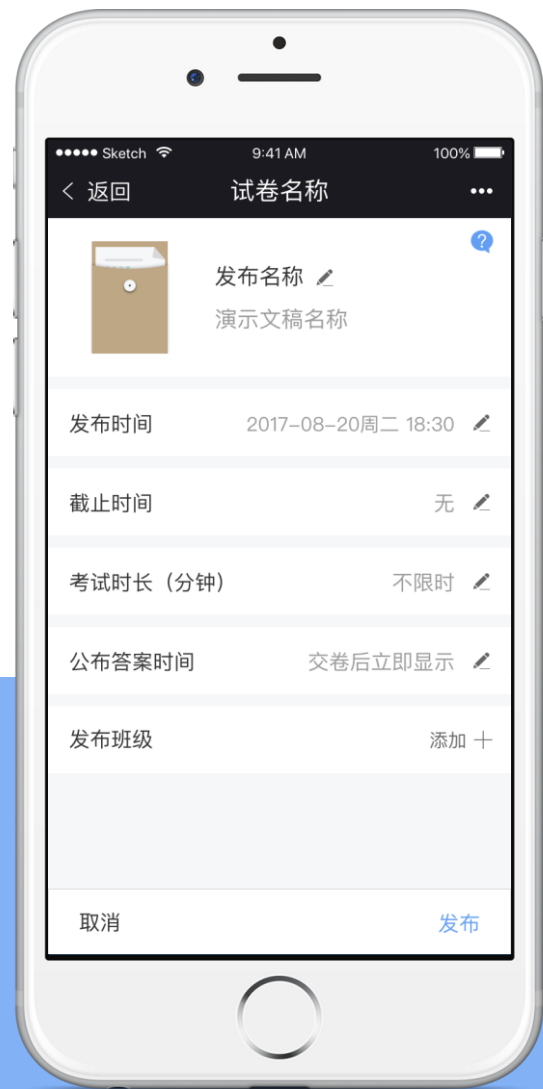 Sketch 9:41 AM 100%
返回 试卷名称 •••
?
发布名称
演示文稿名称
发布时间 2017-08-20周二 18:30
截止时间 无
考试时长（分钟） 不限时
公布答案时间 交卷后立即显示
发布班级 添加
取消 发布